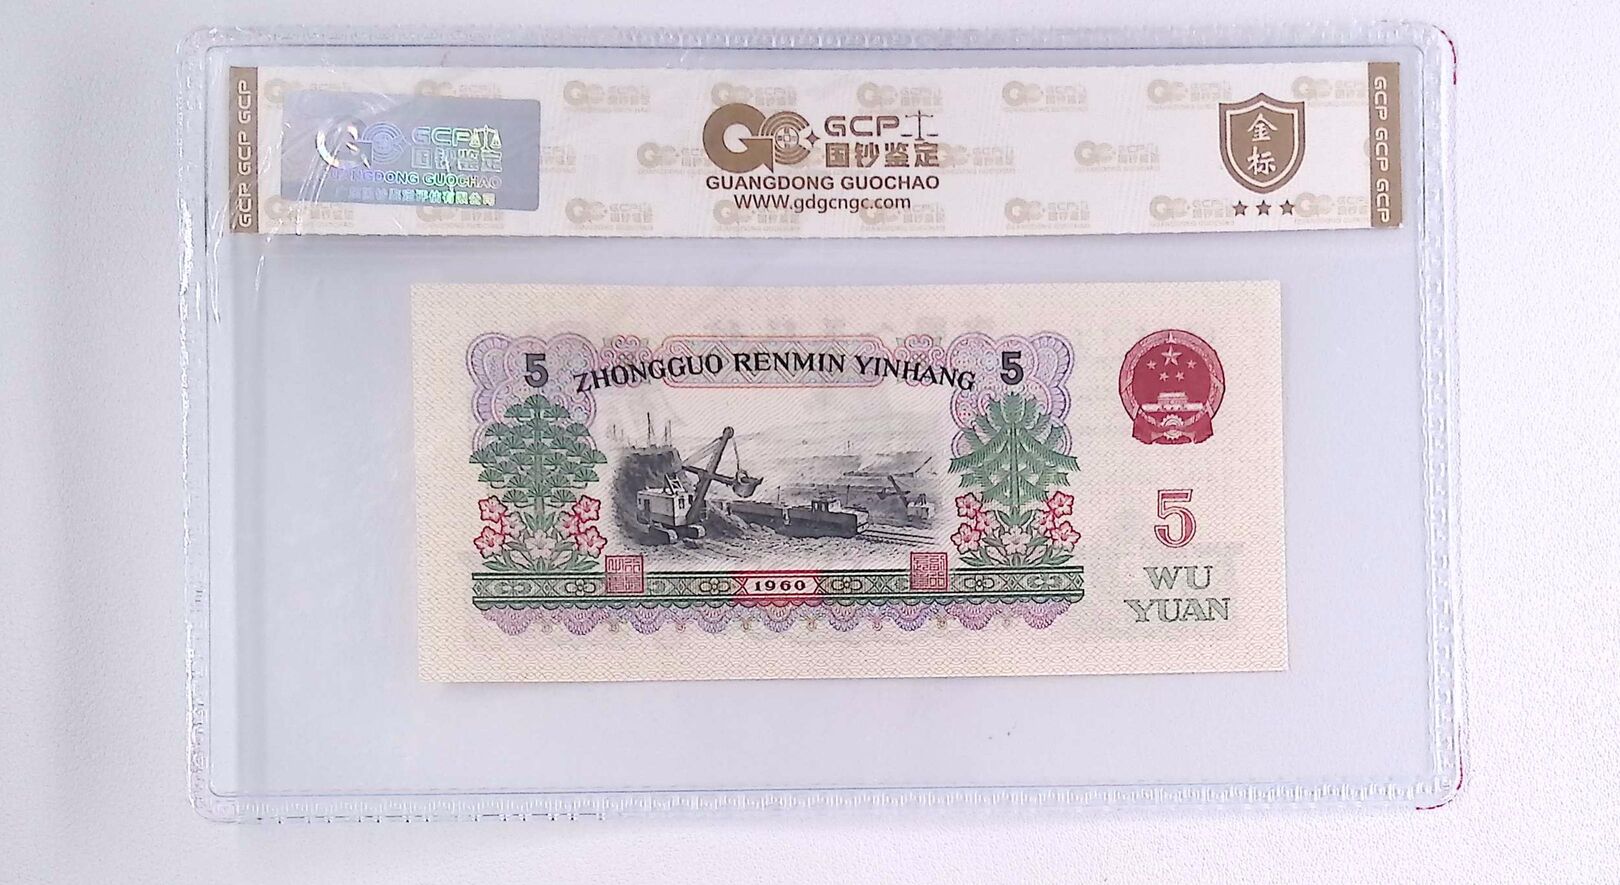 GCP GCP GCP
GCP
国钞鉴定
GUANGDONG GUOCHAO
GCP
国钞鉴定
GUANGDONG GUOCHAO
WWW.gdgcngc.com
金
标
GCP GCP GCP
5
ZHONGGUO RENMIN YINHANG
5
1960
5
WU
YUAN